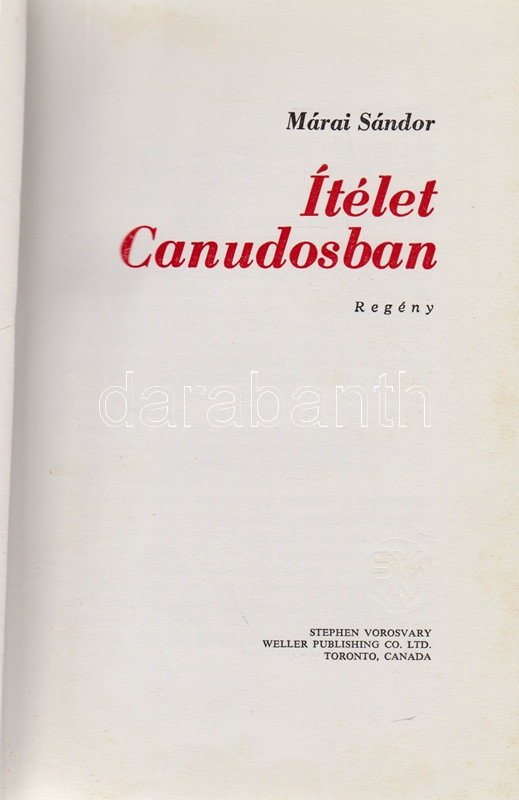 Márai Sándor
Ítélet
Canudosban
Regény
darabanth
STEPHEN VOROSVARY
WELLER PUBLISHING CO. LTD.
TORONTO, CANADA